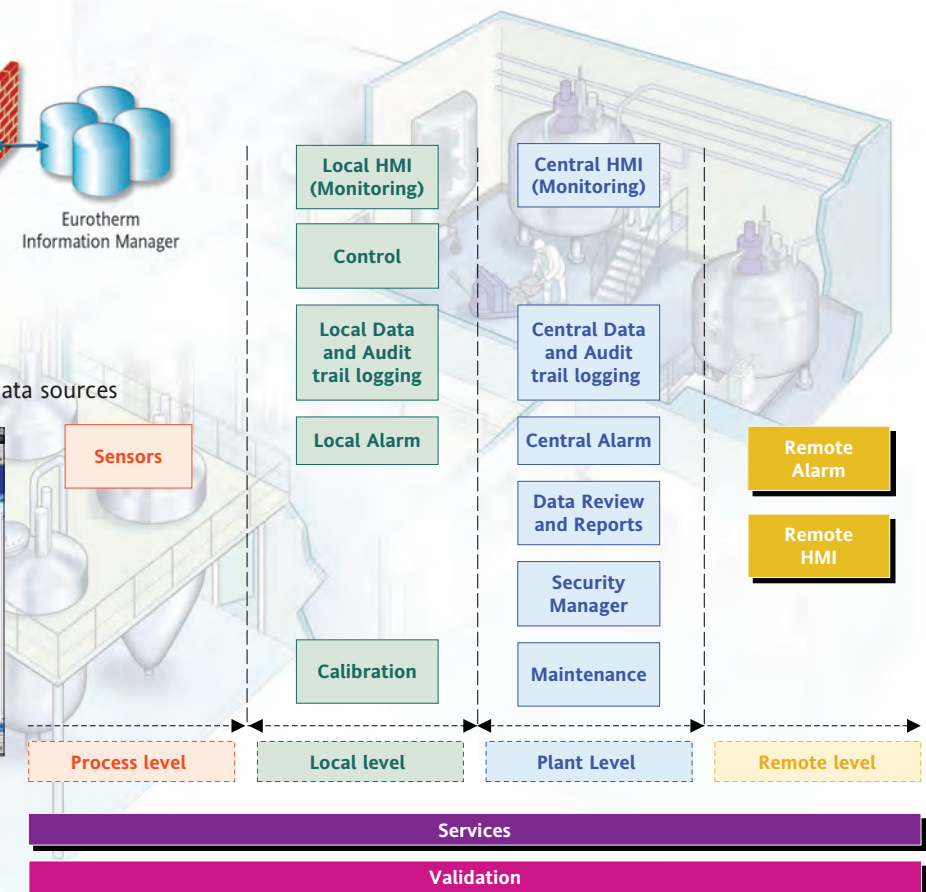 Eurotherm
Information Manager
ata sources
Sensors
Local HMI
(Monitoring)
Control
Local Data
and Audit
trail logging
Local Alarm
Calibration
Central HMI
(Monitoring)
Central Data
and Audit
trail logging
Central Alarm
Data Review
and Reports
Security
Manager
Maintenance
Remote
Alarm
Remote
HMI
Process level
Local level
Plant Level
Remote level
Services
Validation